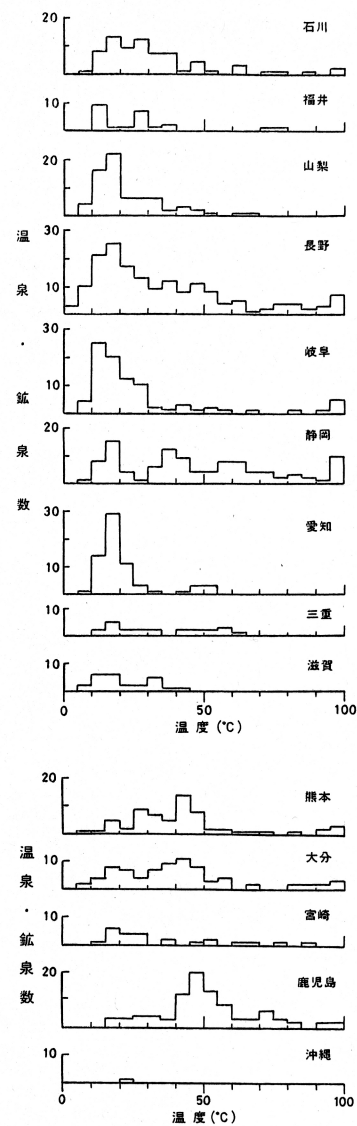 20
石川
10
福井
20
山梨
30
10
長野
30
10
岐阜
20
静岡
30
10
愛知
10
三重
10
滋賀
0 50 100
温度(℃)
温泉・鉱泉数
20
熊本
10
大分
10
宮崎
20
鹿児島
10
沖縄
0 50 100
温度(℃)
温泉・鉱泉数